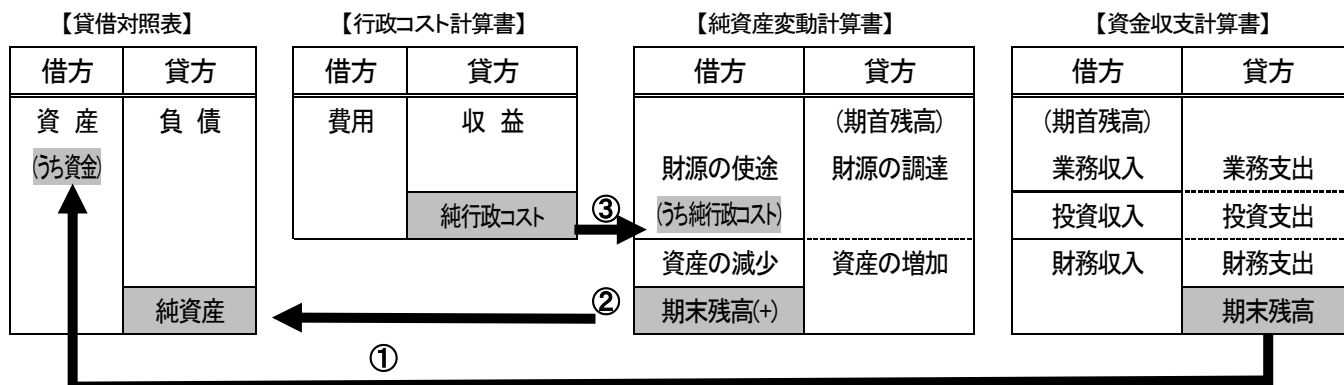 【貸借対照表】 【行政コスト計算書】 【純資産変動計算書】 【資金収支計算書】
借方 貸方 借方 貸方 借方 貸方 借方 貸方
資 産 負 債 費用 収 益 (期首残高) (期首残高)
(うち資金) 財源の使途 財源の調達 業務収入 業務支出
純行政コスト ③ (うち純行政コスト) 投資収入 投資支出
資産の減少 資産の増加 財務収入 財務支出
純資産 ② 期末残高(+) 期末残高
①